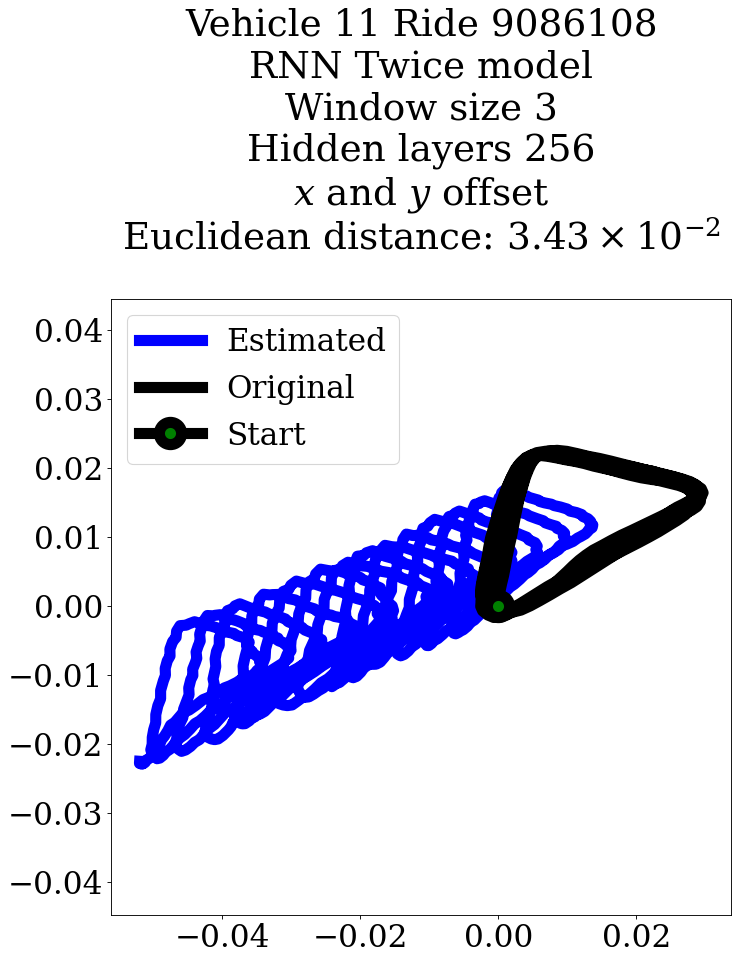 Vehicle 11 Ride 9086108
RNN Twice model
Window size 3
Hidden layers 256
x and y offset
Euclidean distance: 3.43 × 10⁻²
Estimated
Original
Start
0.04
0.03
0.02
0.01
0.00
−0.01
−0.02
−0.03
−0.04
−0.04 −0.02 0.00 0.02